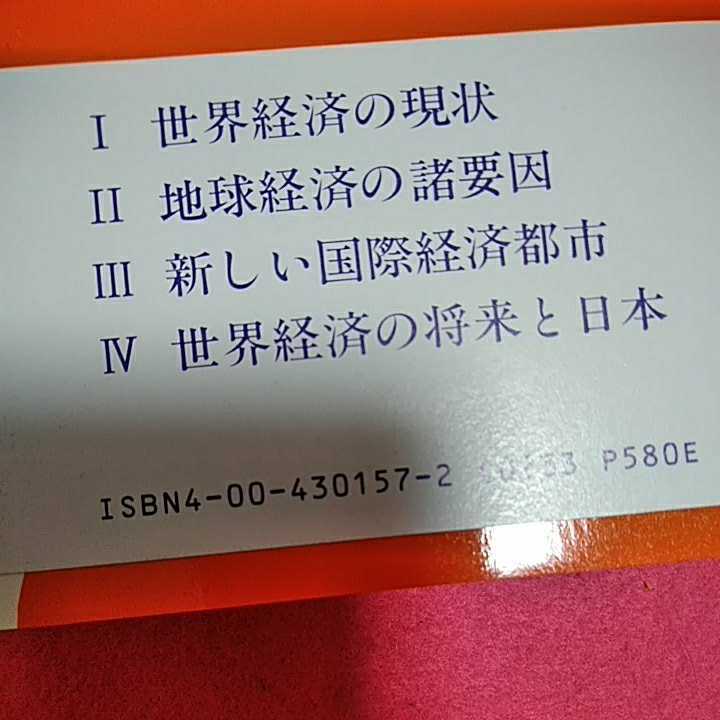 I 世界経済の現状
II 地球経済の諸要因
III 新しい国際経済都市
IV 世界経済の将来と日本
ISBN4-00-430157-2 P580E